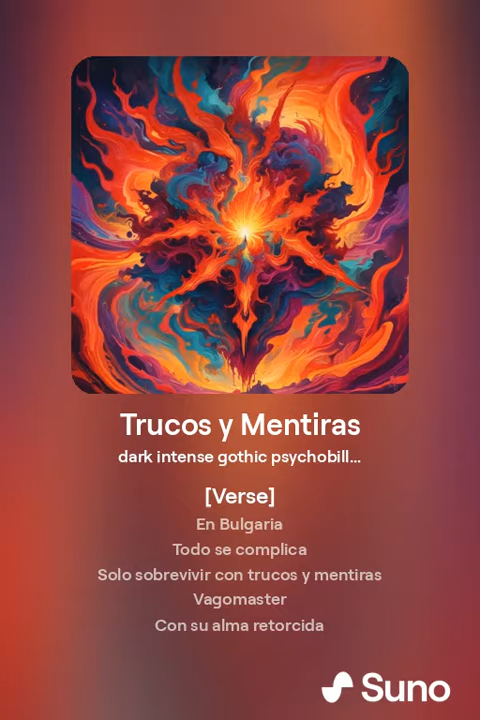 Trucos y Mentiras
dark intense gothic psychobill...
[Verse]
En Bulgaria
Todo se complica
Solo sobrevivir con trucos y mentiras
Vagomaster
Con su alma retorcida
Suno